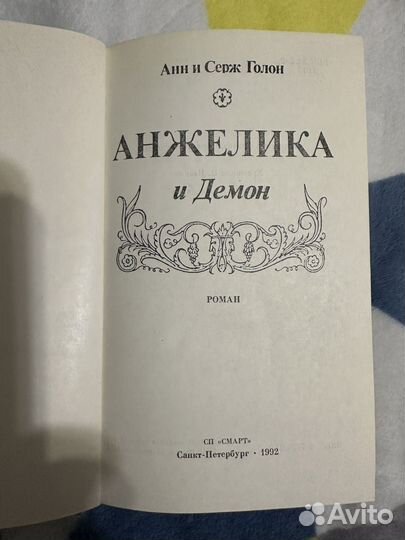 Анн и Серж Голон
АНЖЕЛИКА
и Демон
РОМАН
СП «СМАРТ»
Санкт-Петербург • 1992
Avito